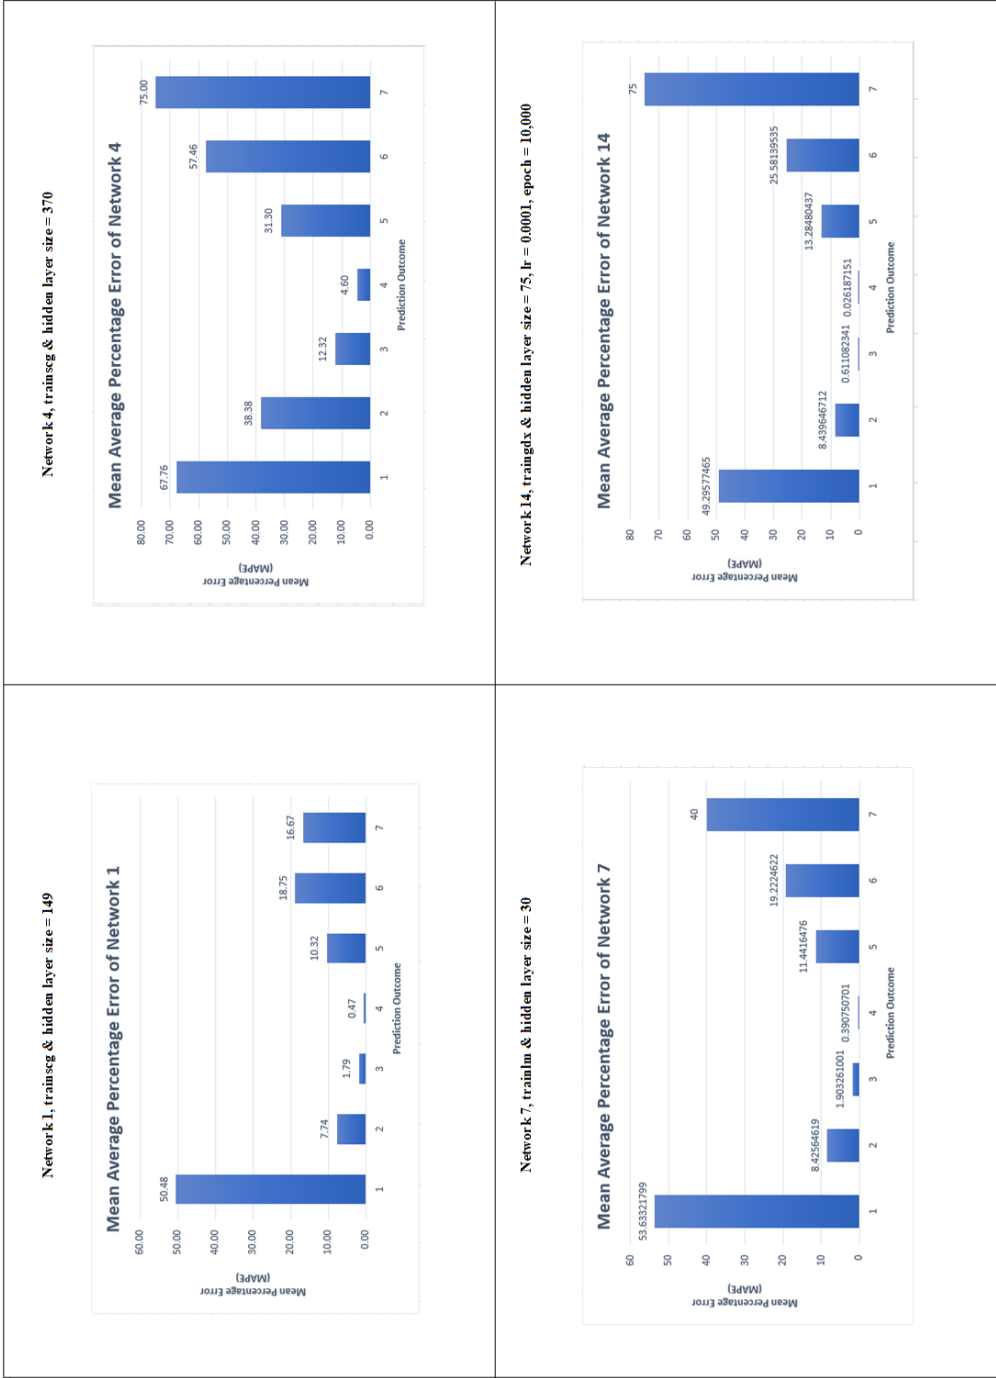 Network 1, trainscg & hidden layer size = 149
Mean Average Percentage Error of Network 1
60.00
50.00
40.00
30.00
20.00
10.00
0.00
Mean Percentage Error
(MAPE)
50.48
7.74
1.79
0.47
10.32
18.75
16.67
1 2 3 4 5 6 7
Prediction Outcome
Network 4, trainscg & hidden layer size = 370
Mean Average Percentage Error of Network 4
80.00
70.00
60.00
50.00
40.00
30.00
20.00
10.00
0.00
Mean Percentage Error
(MAPE)
67.76
38.38
12.32
4.60
31.30
57.46
75.00
1 2 3 4 5 6 7
Prediction Outcome
Network 7, trainlm & hidden layer size = 30
Mean Average Percentage Error of Network 7
60
50
40
30
20
10
0
Mean Percentage Error
(MAPE)
53.63321799
8.42564619
1.903261001
0.390750701
11.4416476
19.2224622
40
1 2 3 4 5 6 7
Prediction Outcome
Network 14, traingdx & hidden layer size = 75, lr = 0.0001, epoch = 10,000
Mean Average Percentage Error of Network 14
80
70
60
50
40
30
20
10
0
Mean Percentage Error
(MAPE)
49.29577465
8.439646712
0.611082341
0.026187151
13.28480437
25.58139535
75
1 2 3 4 5 6 7
Prediction Outcome